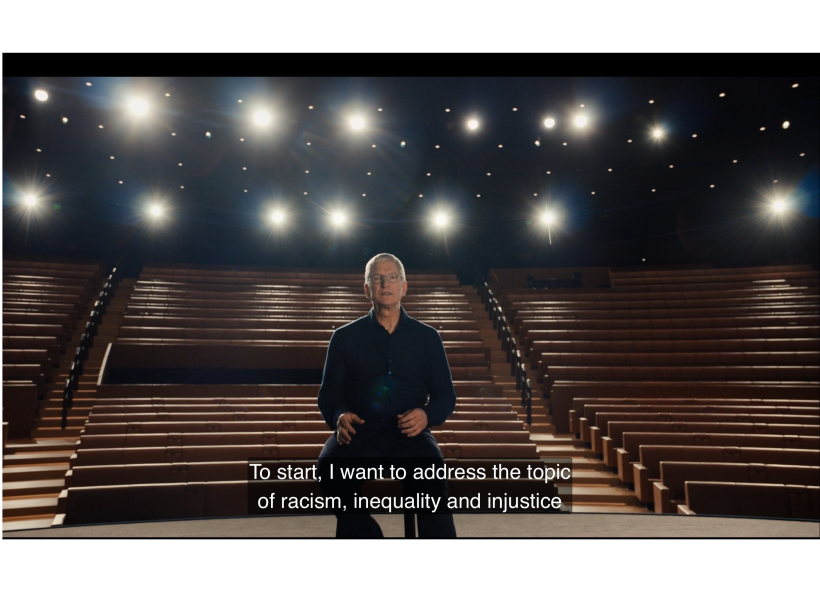 To start, I want to address the topic
of racism, inequality and injustice